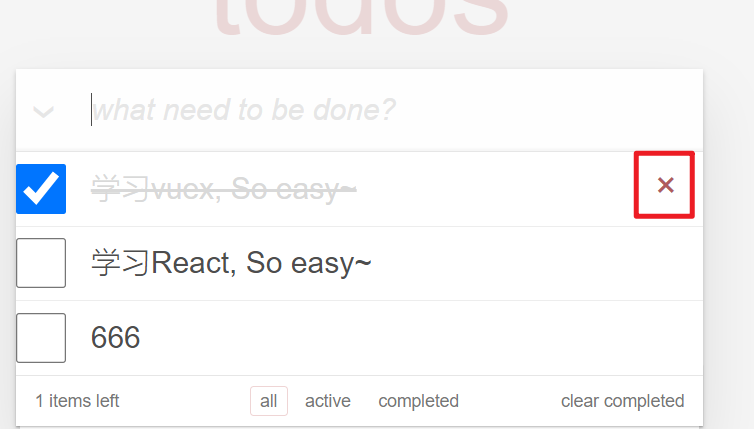 todos
what need to be done?
学习vuex, So easy~
学习React, So easy~
666
1 items left all active completed clear completed